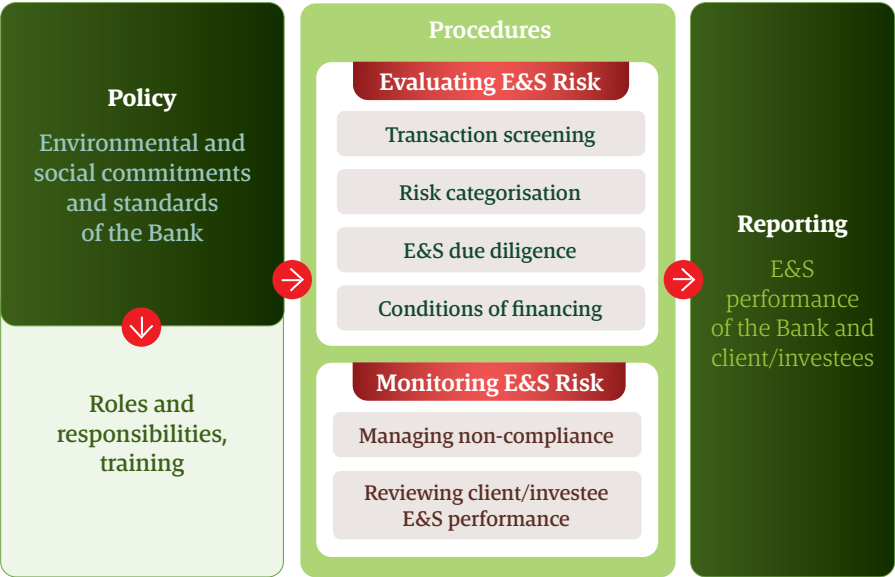 Policy
Environmental and
social commitments
and standards
of the Bank
Roles and
responsibilities,
training
Procedures
Evaluating E&S Risk
Transaction screening
Risk categorisation
E&S due diligence
Conditions of financing
Monitoring E&S Risk
Managing non-compliance
Reviewing client/investee
E&S performance
Reporting
E&S
performance
of the Bank and
client/investees